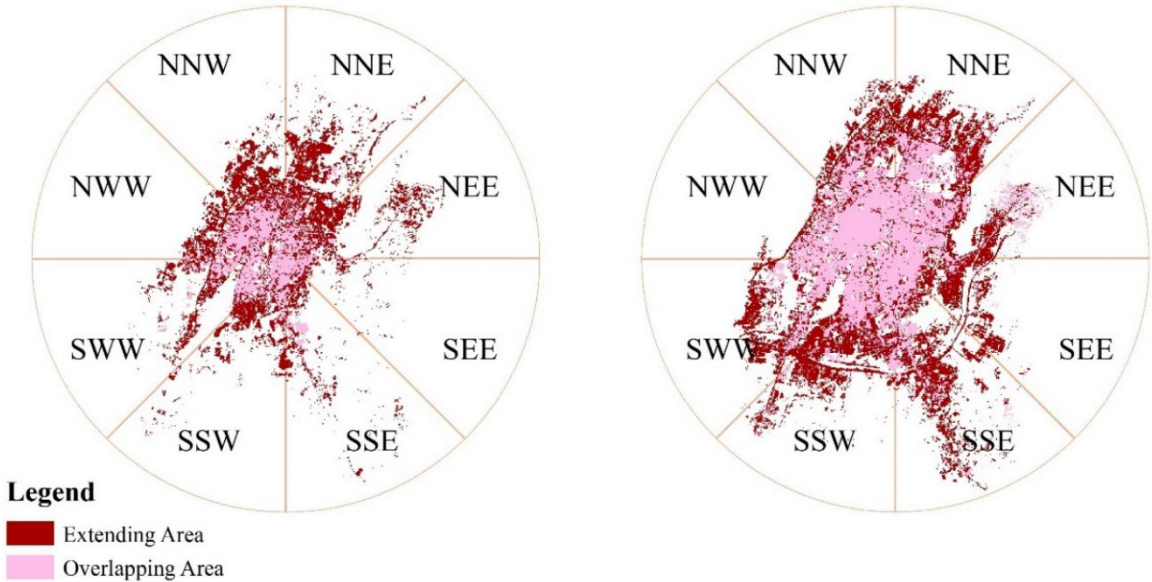 NNW NNE
NWW NEE
SWW SEE
SSW SSE
NNW NNE
NWW NEE
SWW SEE
SSW SSE
Legend
Extending Area
Overlapping Area